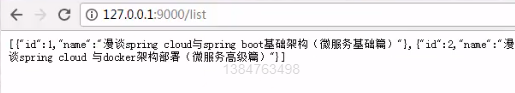 127.0.0.1:9000/list
[{"id":1,"name":"漫谈spring cloud与spring boot基础架构（微服务基础篇）"},{"id":2,"name":"漫
谈spring cloud 与docker架构部署（微服务高级篇）"}]
1384763498